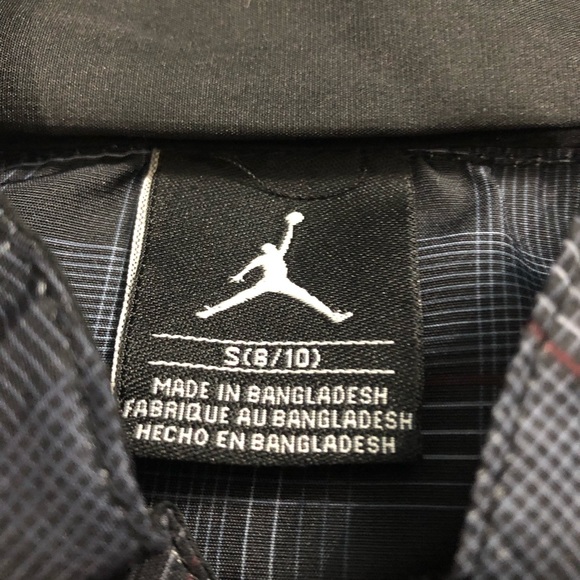 S(8/10)
MADE IN BANGLADESH
FABRIQUE AU BANGLADESH
HECHO EN BANGLADESH